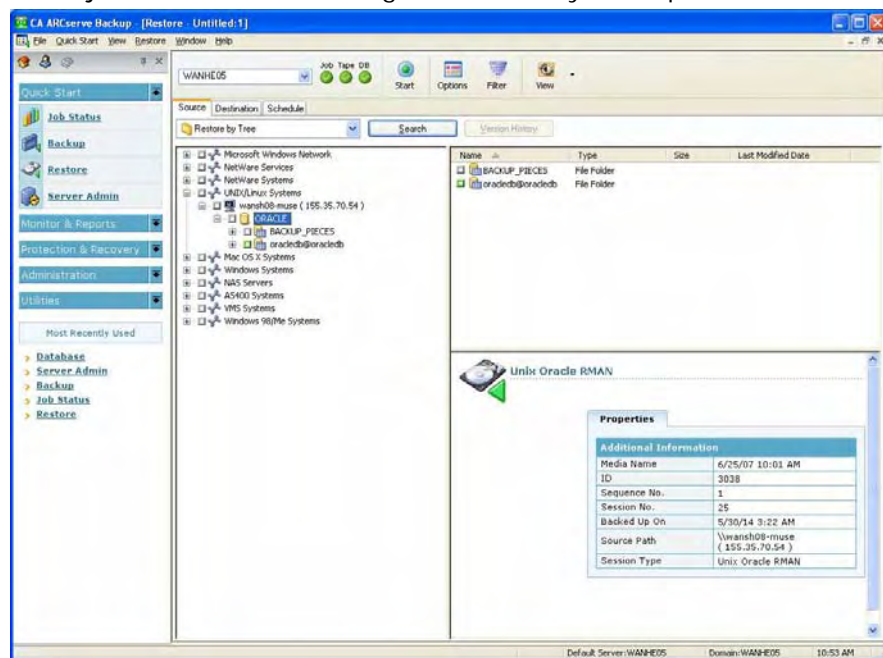 CA ARCserve Backup - [Restore - Untitled:1]
File Quick Start View Restore Window Help
WANHE05
Job Tape DB
Start
Options
Filter
View
Quick Start
Job Status
Backup
Restore
Server Admin
Monitor & Reports
Protection & Recovery
Administration
Utilities
Most Recently Used
Database
Server Admin
Backup
Job Status
Restore
Source Destination Schedule
Restore by Tree
Search
Version History
Microsoft Windows Network
NetWare Services
NetWare Systems
UNIX/Linux Systems
wansh08-muse ( 155.35.70.54 )
ORACLE
BACKUP_PIECES
oracledb@oracledb
Mac OS X Systems
Windows Systems
NAS Servers
AS400 Systems
VMS Systems
Windows 98/Me Systems
Name Type Size Last Modified Date
BACKUP_PIECES File Folder
oracledb@oracledb File Folder
Unix Oracle RMAN
Properties
Additional Information
Media Name 6/25/07 10:01 AM
ID 3038
Sequence No. 1
Session No. 25
Backed Up On 5/30/14 3:22 AM
Source Path \\wansh08-muse
( 155.35.70.54 )
Session Type Unix Oracle RMAN
Default Server:WANHE05 Domain:WANHE05 10:53 AM